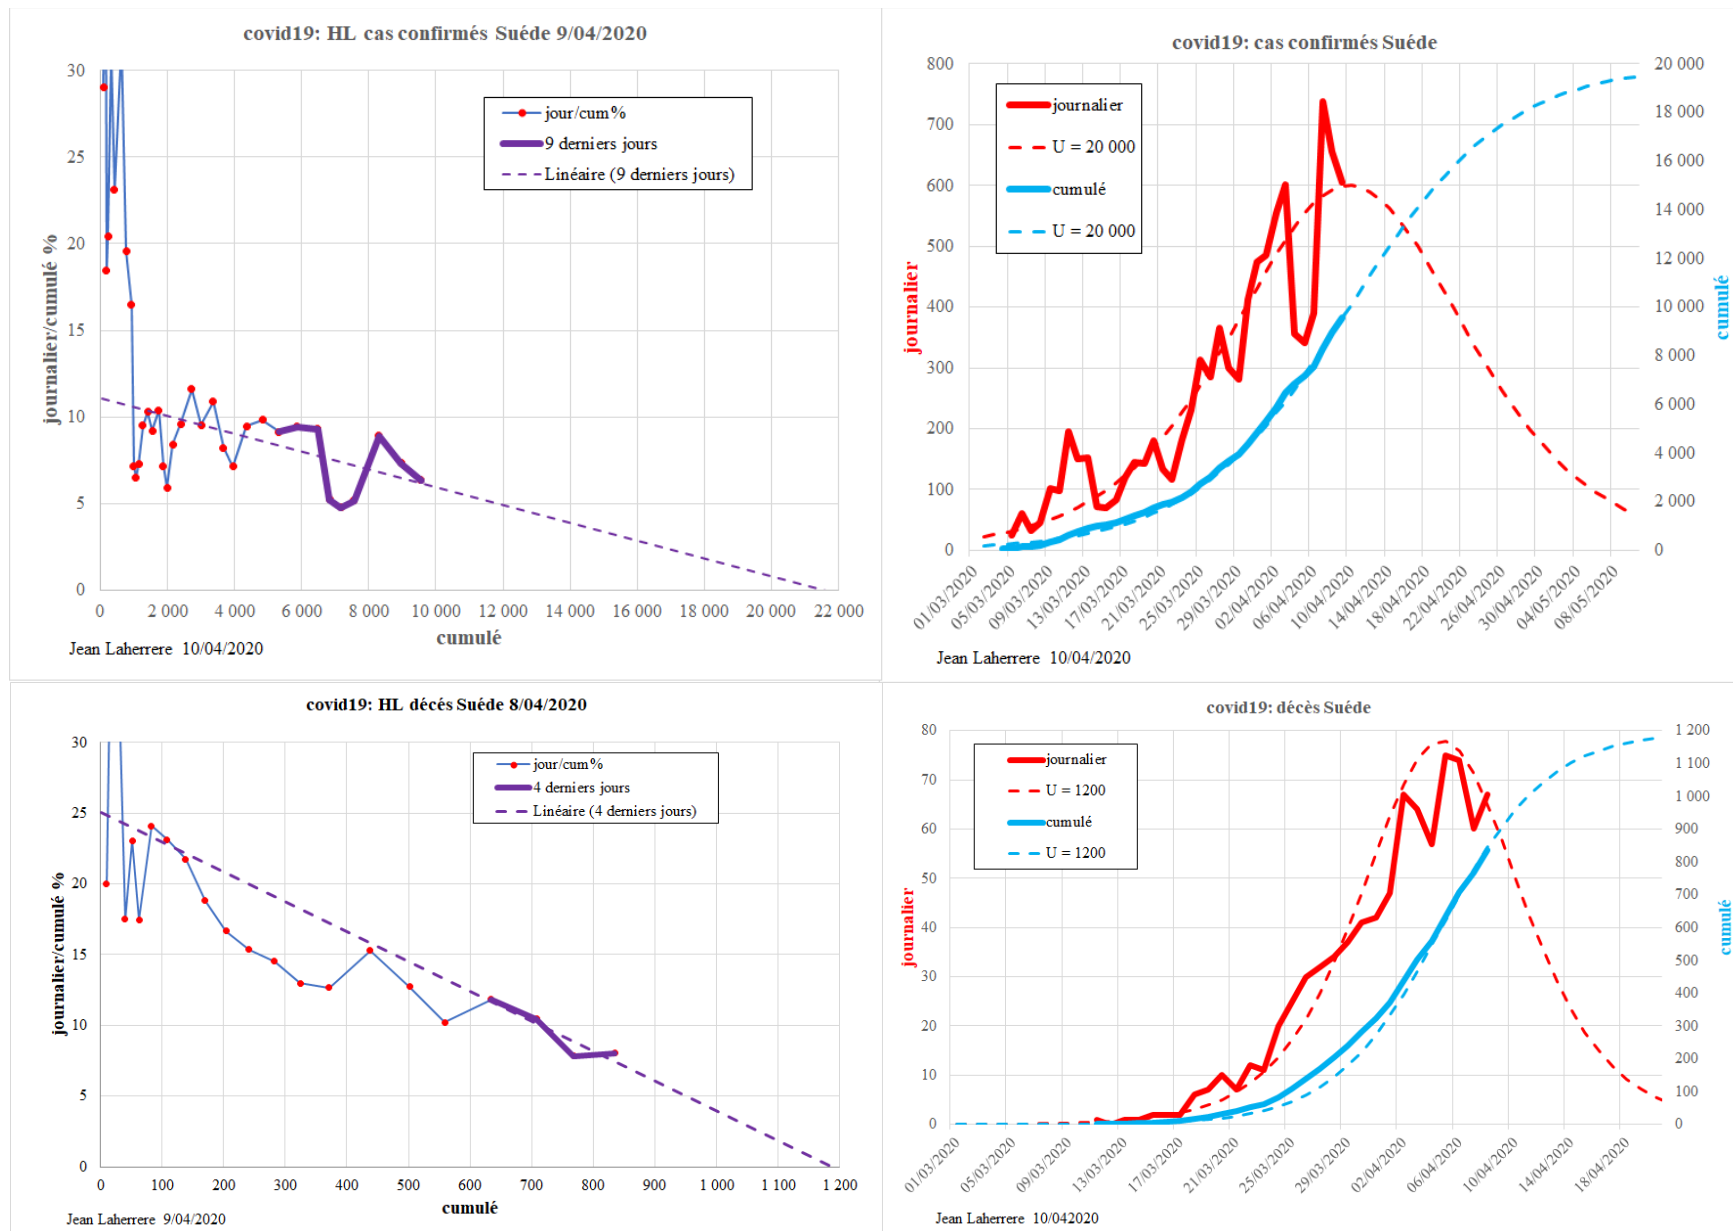 covid19: HL cas confirmés Suéde 9/04/2020
30
25
20
15
10
5
0
journalier/cumulé %
jour/cum%
9 derniers jours
Linéaire (9 derniers jours)
0 2 000 4 000 6 000 8 000 10 000 12 000 14 000 16 000 18 000 20 000 22 000
cumulé
Jean Laherrere 10/04/2020
covid19: cas confirmés Suéde
800
700
600
500
400
300
200
100
0
journalier
journalier
U = 20 000
cumulé
U = 20 000
20 000
18 000
16 000
14 000
12 000
10 000
8 000
6 000
4 000
2 000
0
cumulé
01/03/2020 05/03/2020 09/03/2020 13/03/2020 17/03/2020 21/03/2020 25/03/2020 29/03/2020 02/04/2020 06/04/2020 10/04/2020 14/04/2020 18/04/2020 22/04/2020 26/04/2020 30/04/2020 04/05/2020 08/05/2020
Jean Laherrere 10/04/2020
covid19: HL décés Suéde 8/04/2020
30
25
20
15
10
5
0
journalier/cumulé %
jour/cum%
4 derniers jours
Linéaire (4 derniers jours)
0 100 200 300 400 500 600 700 800 900 1 000 1 100 1 200
cumulé
Jean Laherrere 9/04/2020
covid19: décès Suéde
80
70
60
50
40
30
20
10
0
journalier
journalier
U = 1200
cumulé
U = 1200
1 200
1 100
1 000
900
800
700
600
500
400
300
200
100
0
cumulé
01/03/2020 05/03/2020 09/03/2020 13/03/2020 17/03/2020 21/03/2020 25/03/2020 29/03/2020 02/04/2020 06/04/2020 10/04/2020 14/04/2020 18/04/2020
Jean Laherrere 10/042020